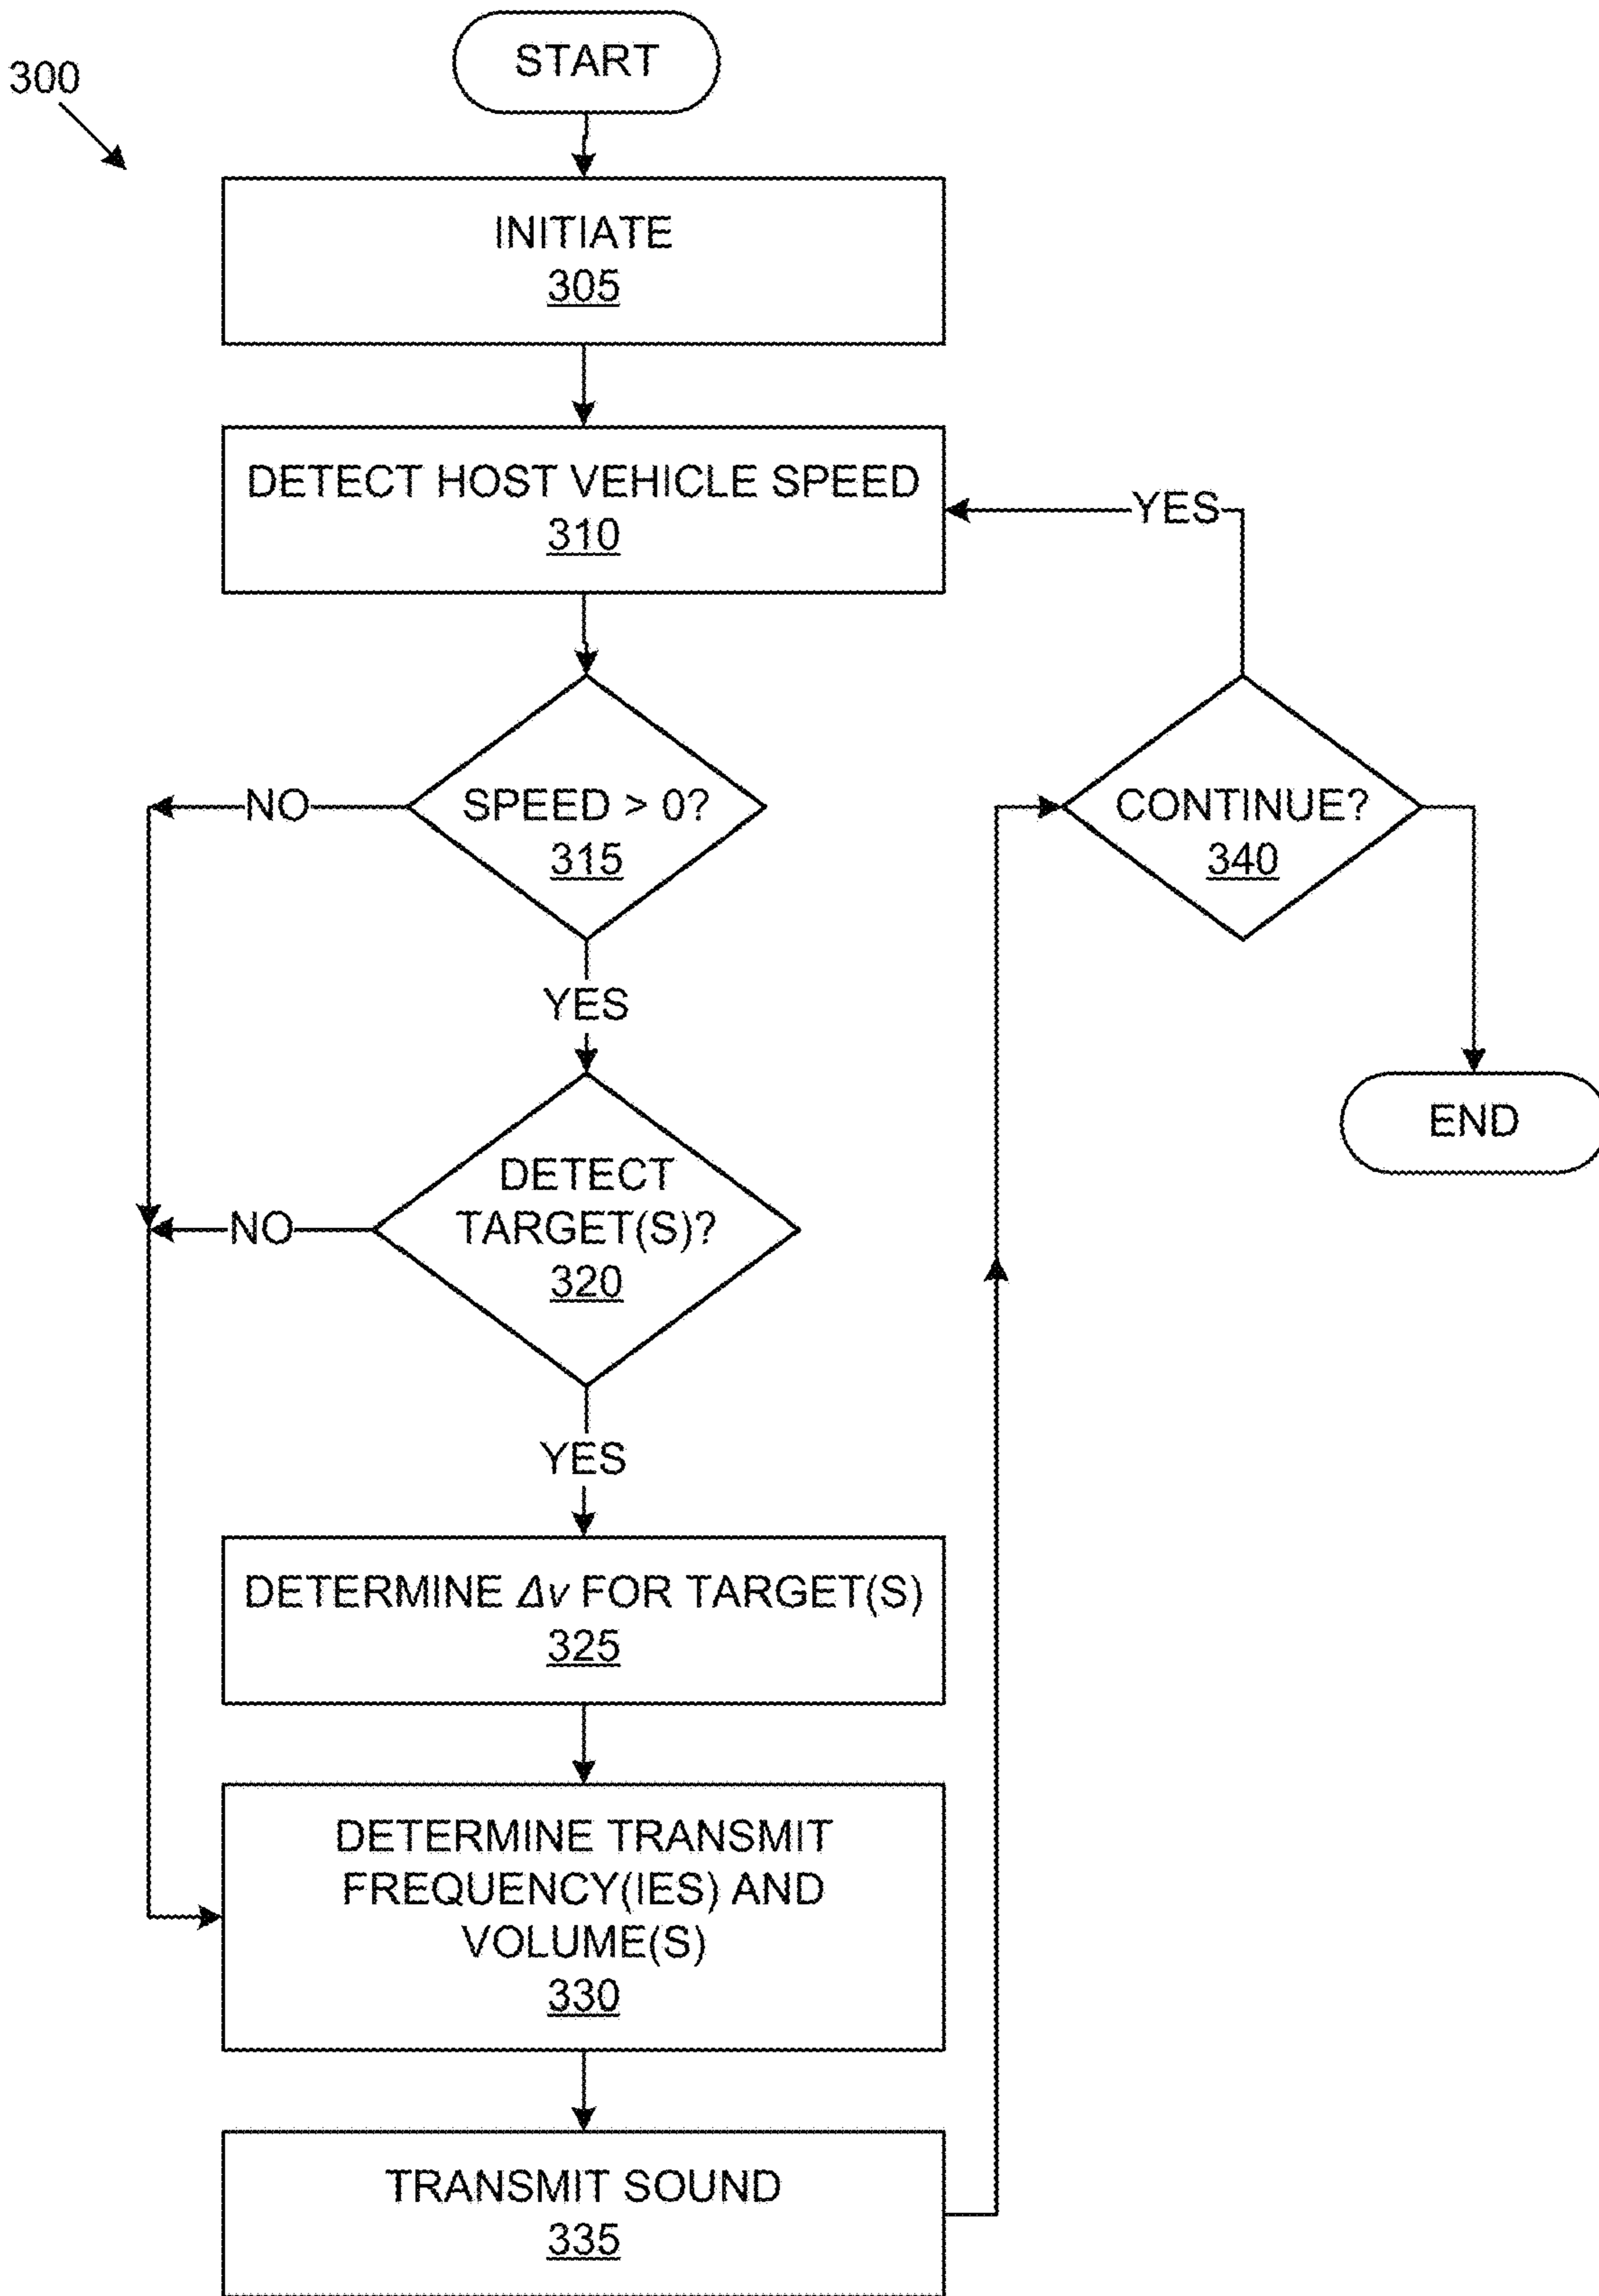 START
300
INITIATE
305
DETECT HOST VEHICLE SPEED
310
YES
NO
SPEED > 0?
315
CONTINUE?
340
YES
END
DETECT
TARGET(S)?
320
NO
YES
DETERMINE Δv FOR TARGET(S)
325
DETERMINE TRANSMIT
FREQUENCY(IES) AND
VOLUME(S)
330
TRANSMIT SOUND
335